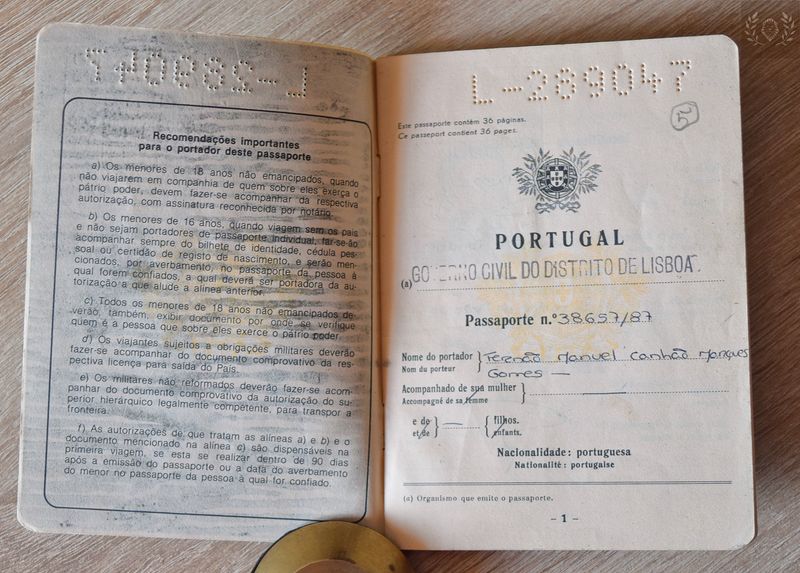 Recomendações importantes
para o portador deste passaporte
a) Os menores de 18 anos não emancipados, quando
não viajarem em companhia de quem sobre eles exerça o
pátrio poder, devem fazer-se acompanhar da respectiva
autorização, com assinatura reconhecida por notário.
b) Os menores de 16 anos, quando viagem sem os pais
e não sejam portadores de passaporte individual, far-se-ão
acompanhar sempre do bilhete de identidade, cédula pes-
soal ou certidão de registo de nascimento, e serão men-
cionados, por averbamento, no passaporte da pessoa à
qual forem confiados, a qual deverá ser portadora da au-
torização a que alude a alínea anterior.
c) Todos os menores de 18 anos não emancipados de-
verão, também, exibir documento por onde se verifique
quem é a pessoa que sobre eles exerce o pátrio poder.
d) Os viajantes sujeitos a obrigações militares deverão
fazer-se acompanhar do documento comprovativo da res-
pectiva licença para saída do País.
e) Os militares não reformados deverão fazer-se acom-
panhar do documento comprovativo da autorização do su-
perior hierárquico legalmente competente, para transpor a
fronteira.
f) As autorizações de que tratam as alíneas a) e b) e o
documento mencionado na alínea c) são dispensáveis na
primeira viagem, se esta se realizar dentro de 90 dias
após a emissão do passaporte ou a data do averbamento
do menor no passaporte da pessoa à qual for confiado.
L-289047
Este passaporte contém 36 páginas.
Ce passeport contient 36 pages.
PORTUGAL
(a) GOVERNO CIVIL DO DISTRITO DE LISBOA
Passaporte n.º 38657/87
Nome do portador
Nom du porteur
Manuel Canhão Marques
Gomes —
Acompanhado de sua mulher
Accompagné de sa femme
e de filhos.
et de enfants.
Nacionalidade: portuguesa
Nationalité: portugaise
(a) Organismo que emite o passaporte.
– 1 –